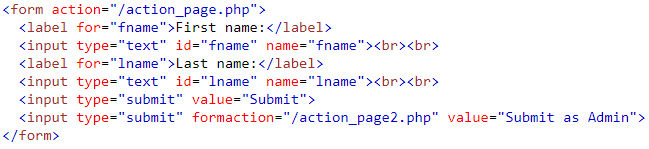 <form action="/action_page.php">
  <label for="fname">First name:</label>
  <input type="text" id="fname" name="fname"><br><br>
  <label for="lname">Last name:</label>
  <input type="text" id="lname" name="lname"><br><br>
  <input type="submit" value="Submit">
  <input type="submit" formaction="/action_page2.php" value="Submit as Admin">
</form>